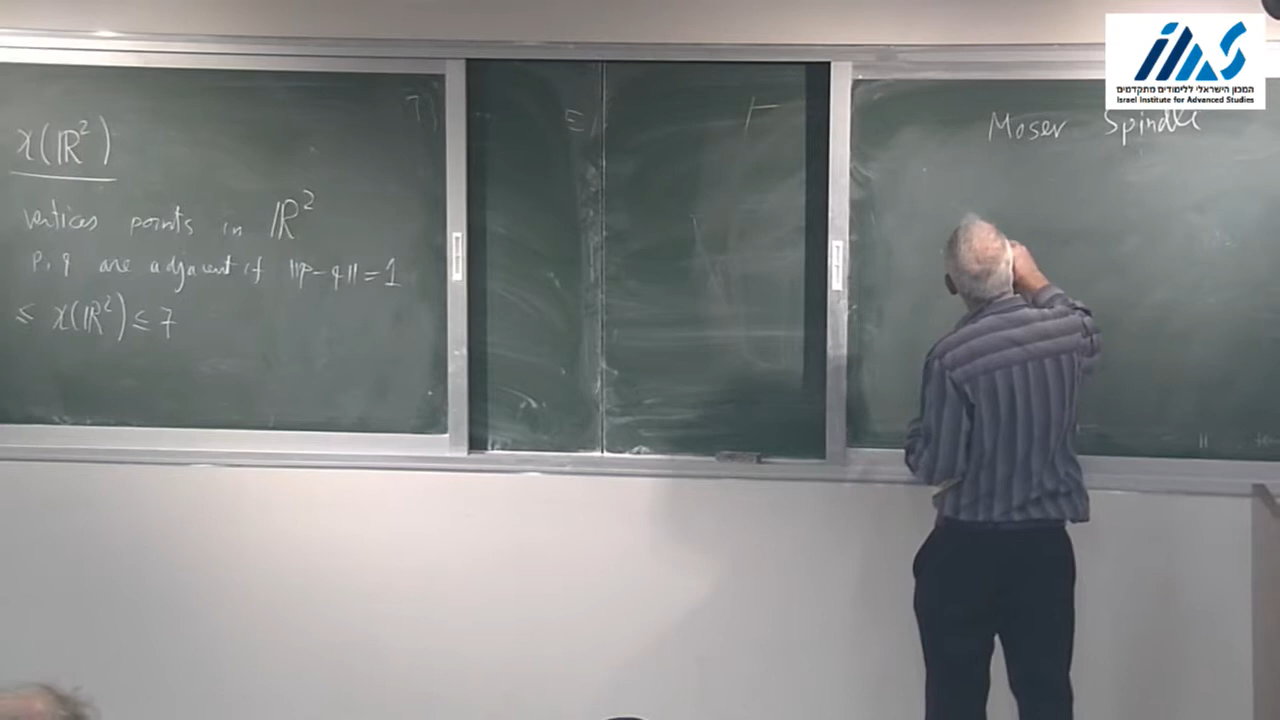 χ(ℝ²)
vertices points in ℝ²
p, q are adjacent if ||p-q|| = 1
≤ χ(ℝ²) ≤ 7
Moser Spindle
המכון הישראלי ללימודים מתקדמים
Israel Institute for Advanced Studies